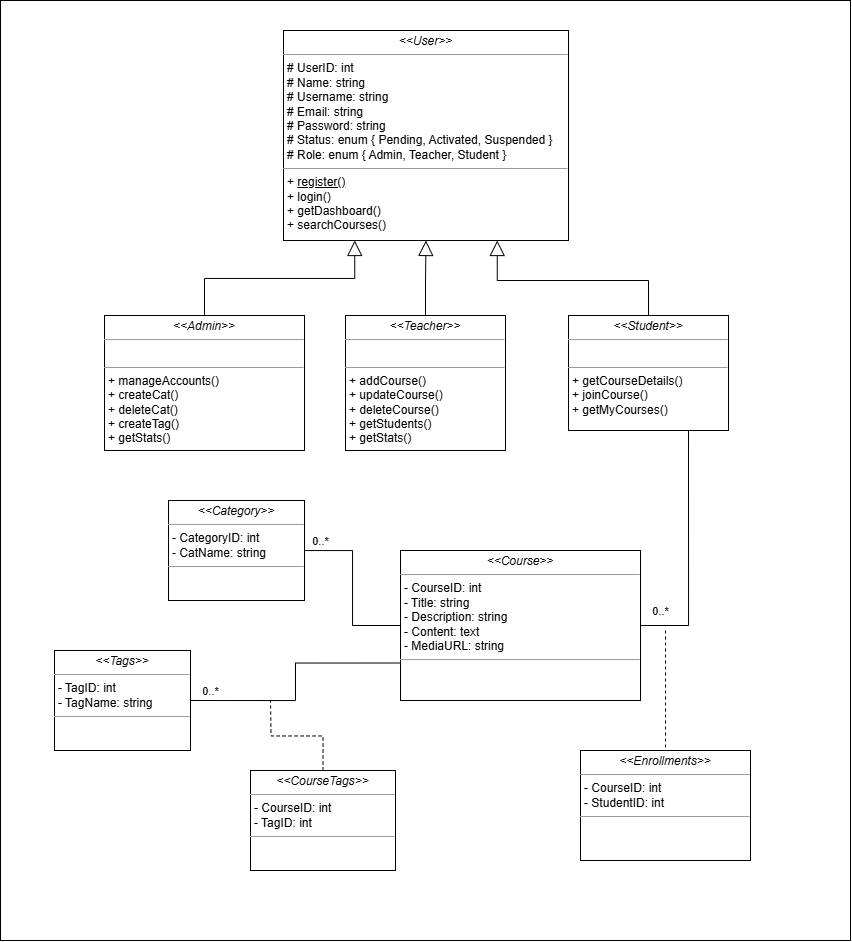 <<User>>
# UserID: int
# Name: string
# Username: string
# Email: string
# Password: string
# Status: enum { Pending, Activated, Suspended }
# Role: enum { Admin, Teacher, Student }
+ register()
+ login()
+ getDashboard()
+ searchCourses()
<<Admin>>
+ manageAccounts()
+ createCat()
+ deleteCat()
+ createTag()
+ getStats()
<<Teacher>>
+ addCourse()
+ updateCourse()
+ deleteCourse()
+ getStudents()
+ getStats()
<<Student>>
+ getCourseDetails()
+ joinCourse()
+ getMyCourses()
<<Category>>
- CategoryID: int
- CatName: string
0..*
<<Course>>
- CourseID: int
- Title: string
- Description: string
- Content: text
- MediaURL: string
0..*
<<Tags>>
- TagID: int
- TagName: string
0..*
<<CourseTags>>
- CourseID: int
- TagID: int
<<Enrollments>>
- CourseID: int
- StudentID: int